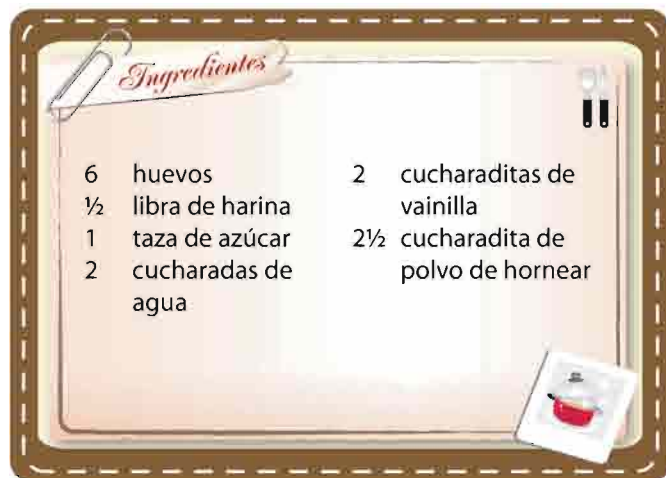 Ingredientes
6 huevos
½ libra de harina
1 taza de azúcar
2 cucharadas de
agua
2 cucharaditas de
vainilla
2½ cucharadita de
polvo de hornear